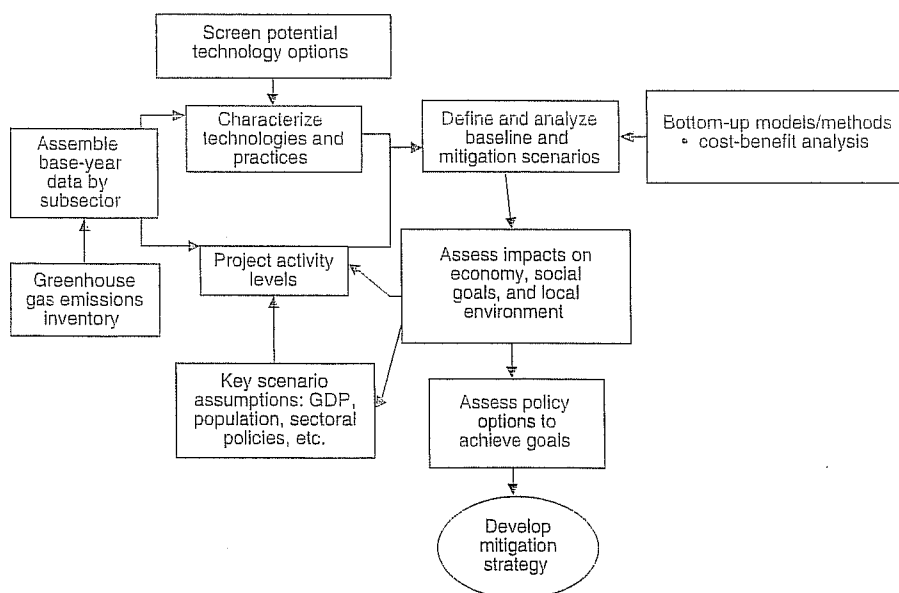 Screen potential
technology options
Characterize
technologies and
practices
Define and analyze
baseline and
mitigation scenarios
Bottom-up models/methods
• cost-benefit analysis
Assemble
base-year
data by
subsector
Project activity
levels
Assess impacts on
economy, social
goals, and local
environment
Greenhouse
gas emissions
inventory
Key scenario
assumptions: GDP,
population, sectoral
policies, etc.
Assess policy
options to
achieve goals
Develop
mitigation
strategy